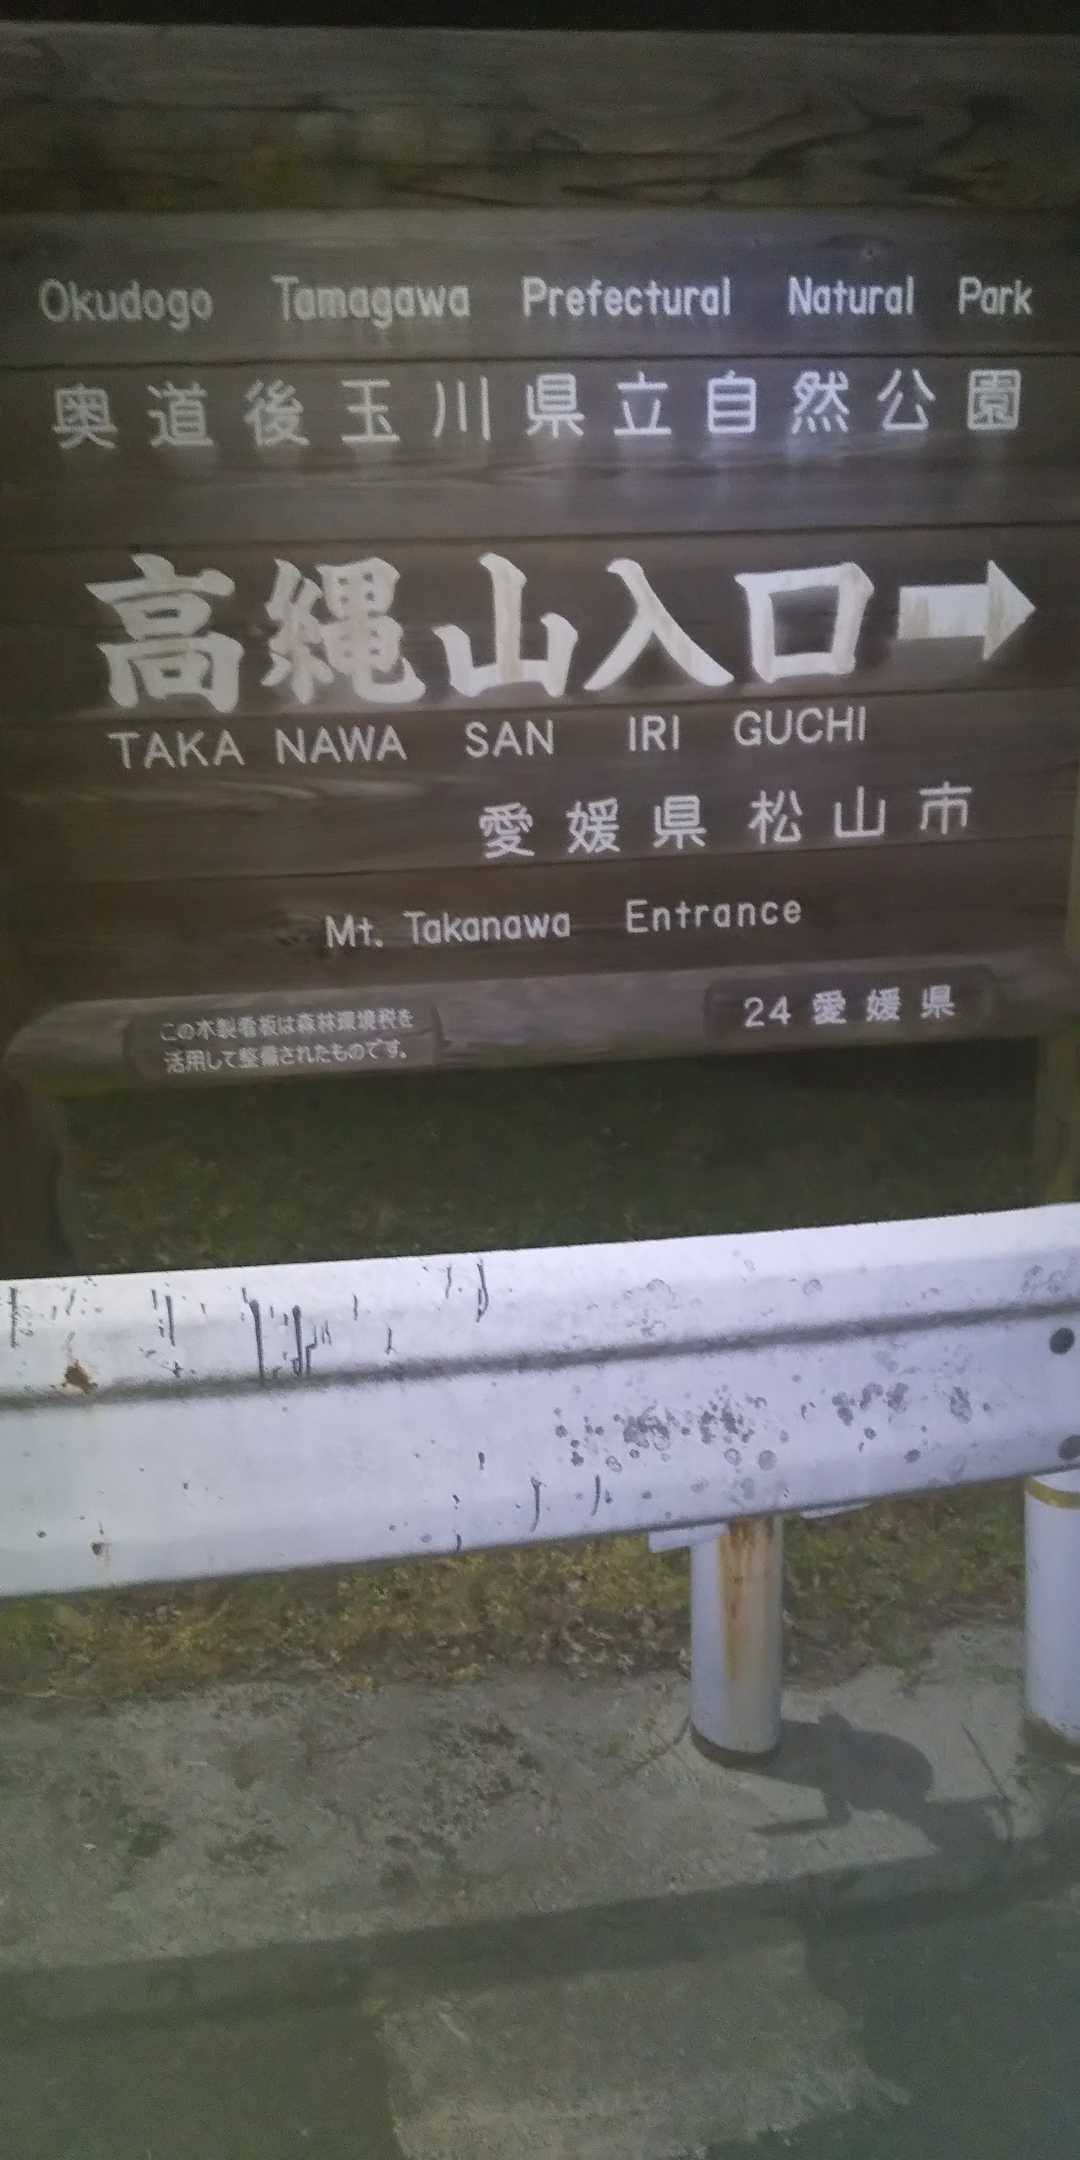 Okudogo Tamagawa Prefectural Natural Park
奥道後玉川県立自然公園
高縄山入口➡
TAKA NAWA SAN IRI GUCHI
愛媛県松山市
Mt. Takanawa Entrance
この木製看板は森林環境税を
活用して整備されたものです。
24 愛媛県